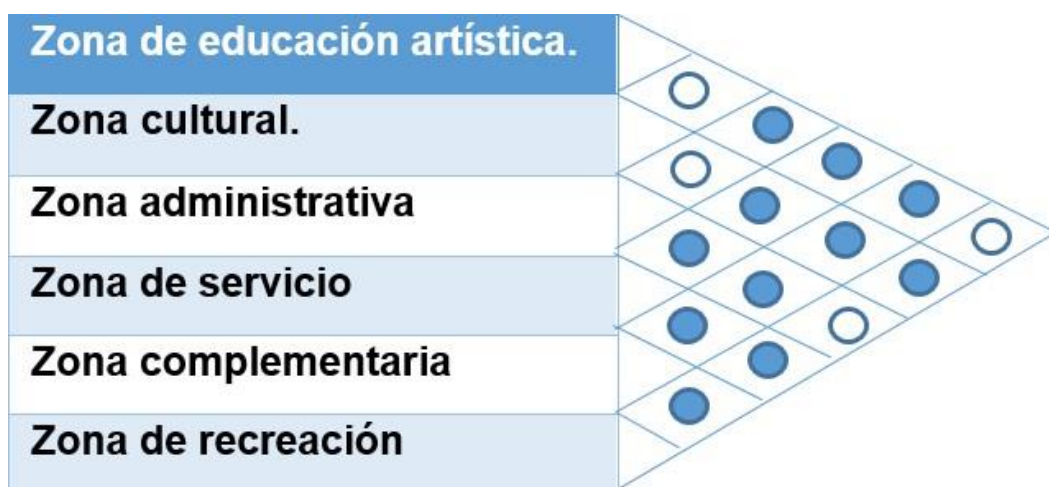 Zona de educación artística.
Zona cultural.
Zona administrativa
Zona de servicio
Zona complementaria
Zona de recreación